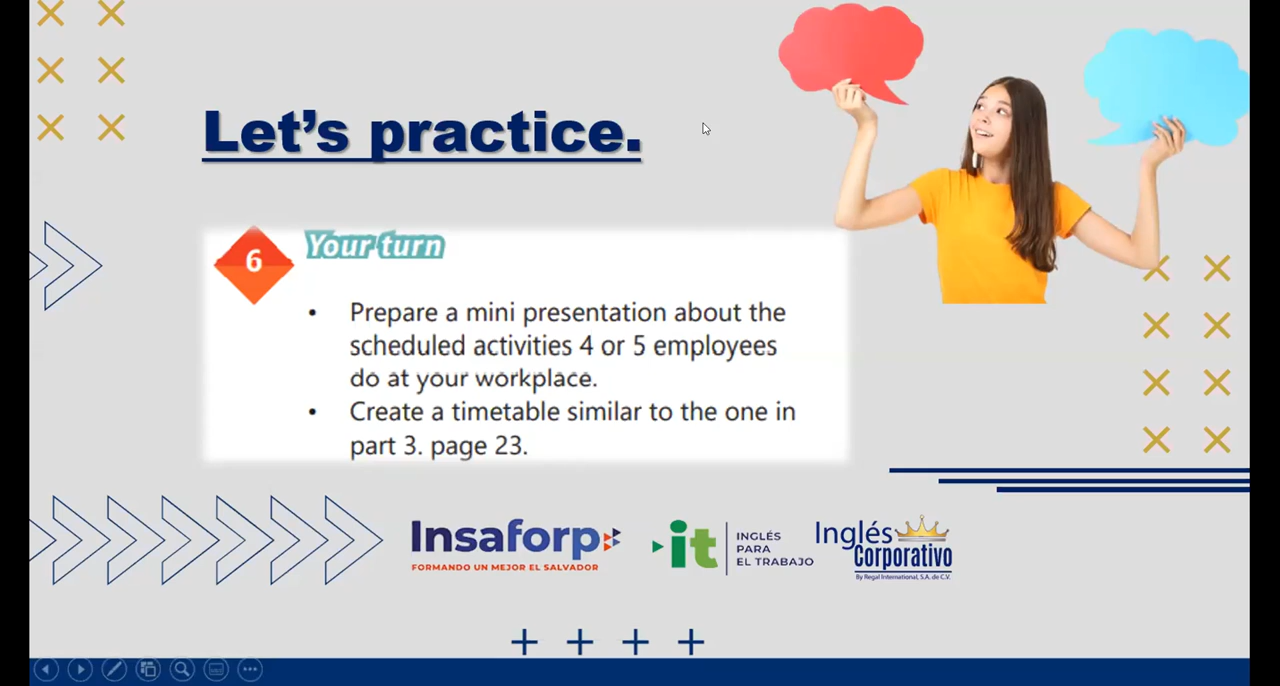 Let's practice.
6
Your turn
• Prepare a mini presentation about the
scheduled activities 4 or 5 employees
do at your workplace.
• Create a timetable similar to the one in
part 3. page 23.
Insaforp
FORMANDO UN MEJOR EL SALVADOR
it
INGLÉS
PARA
EL TRABAJO
Inglés
Corporativo
By Regal International, S.A. de C.V.